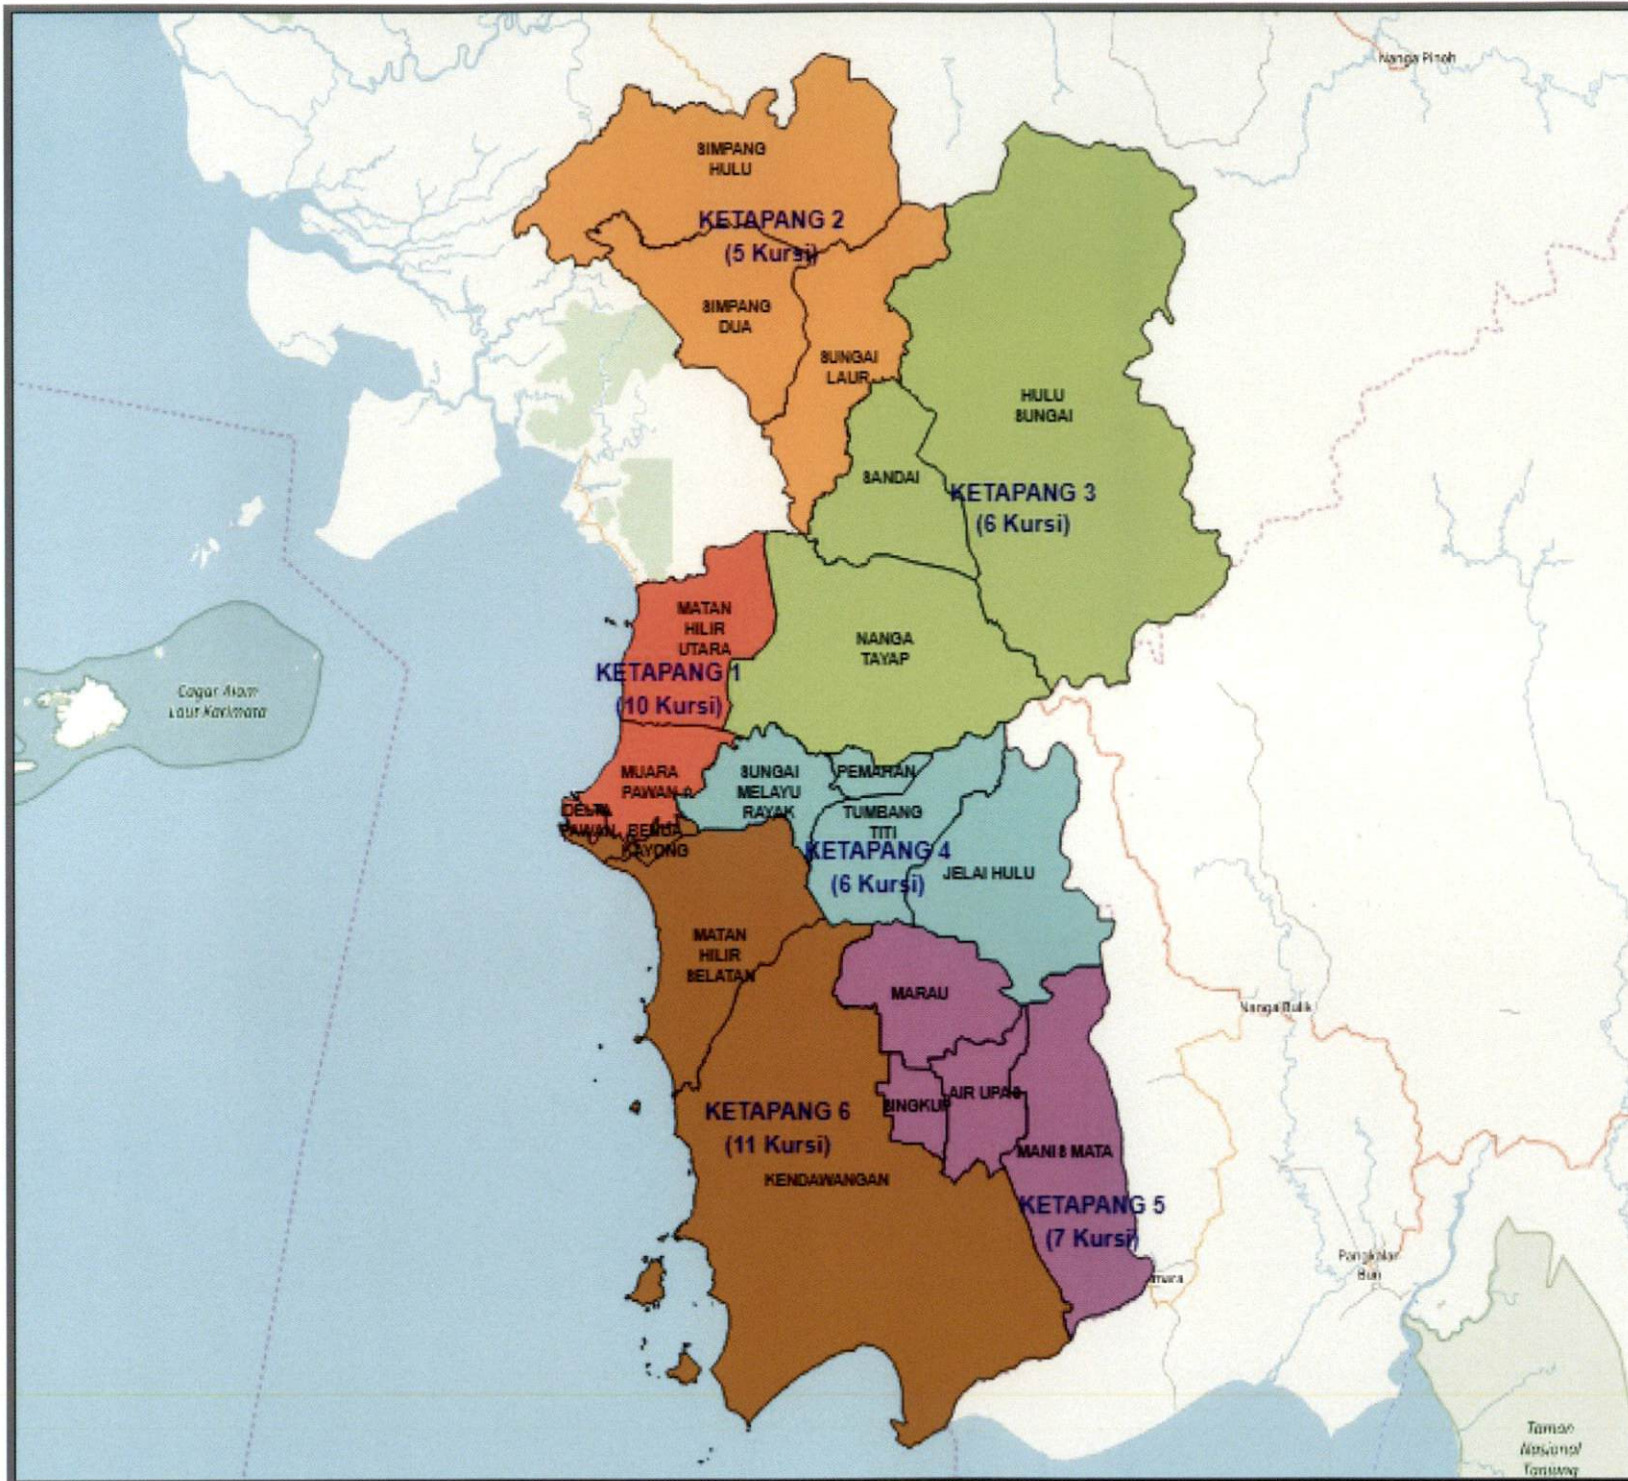 Nanga Pinoh
SIMPANG
HULU
KETAPANG 2
(5 Kursi)
SIMPANG
DUA
SUNGAI
LAUR
HULU
SUNGAI
SANDAI
KETAPANG 3
(6 Kursi)
MATAN
HILIR
UTARA
NANGA
TAYAP
KETAPANG 1
(10 Kursi)
Cagar Alam
Laut Karimata
MUARA
PAWAN
SUNGAI
MELAYU
RAYAK
PEMAHAN
DELTA
PAWAN
BENUA
KAYONG
TUMBANG
TITI
KETAPANG 4
(6 Kursi)
JELAI HULU
MATAN
HILIR
SELATAN
MARAU
Nanga Bulik
SINGKUP
AIR UPAS
KETAPANG 6
(11 Kursi)
KENDAWANGAN
MANIS MATA
KETAPANG 5
(7 Kursi)
mara
Pangkalan
Bun
Taman
Nasional
Tanjung